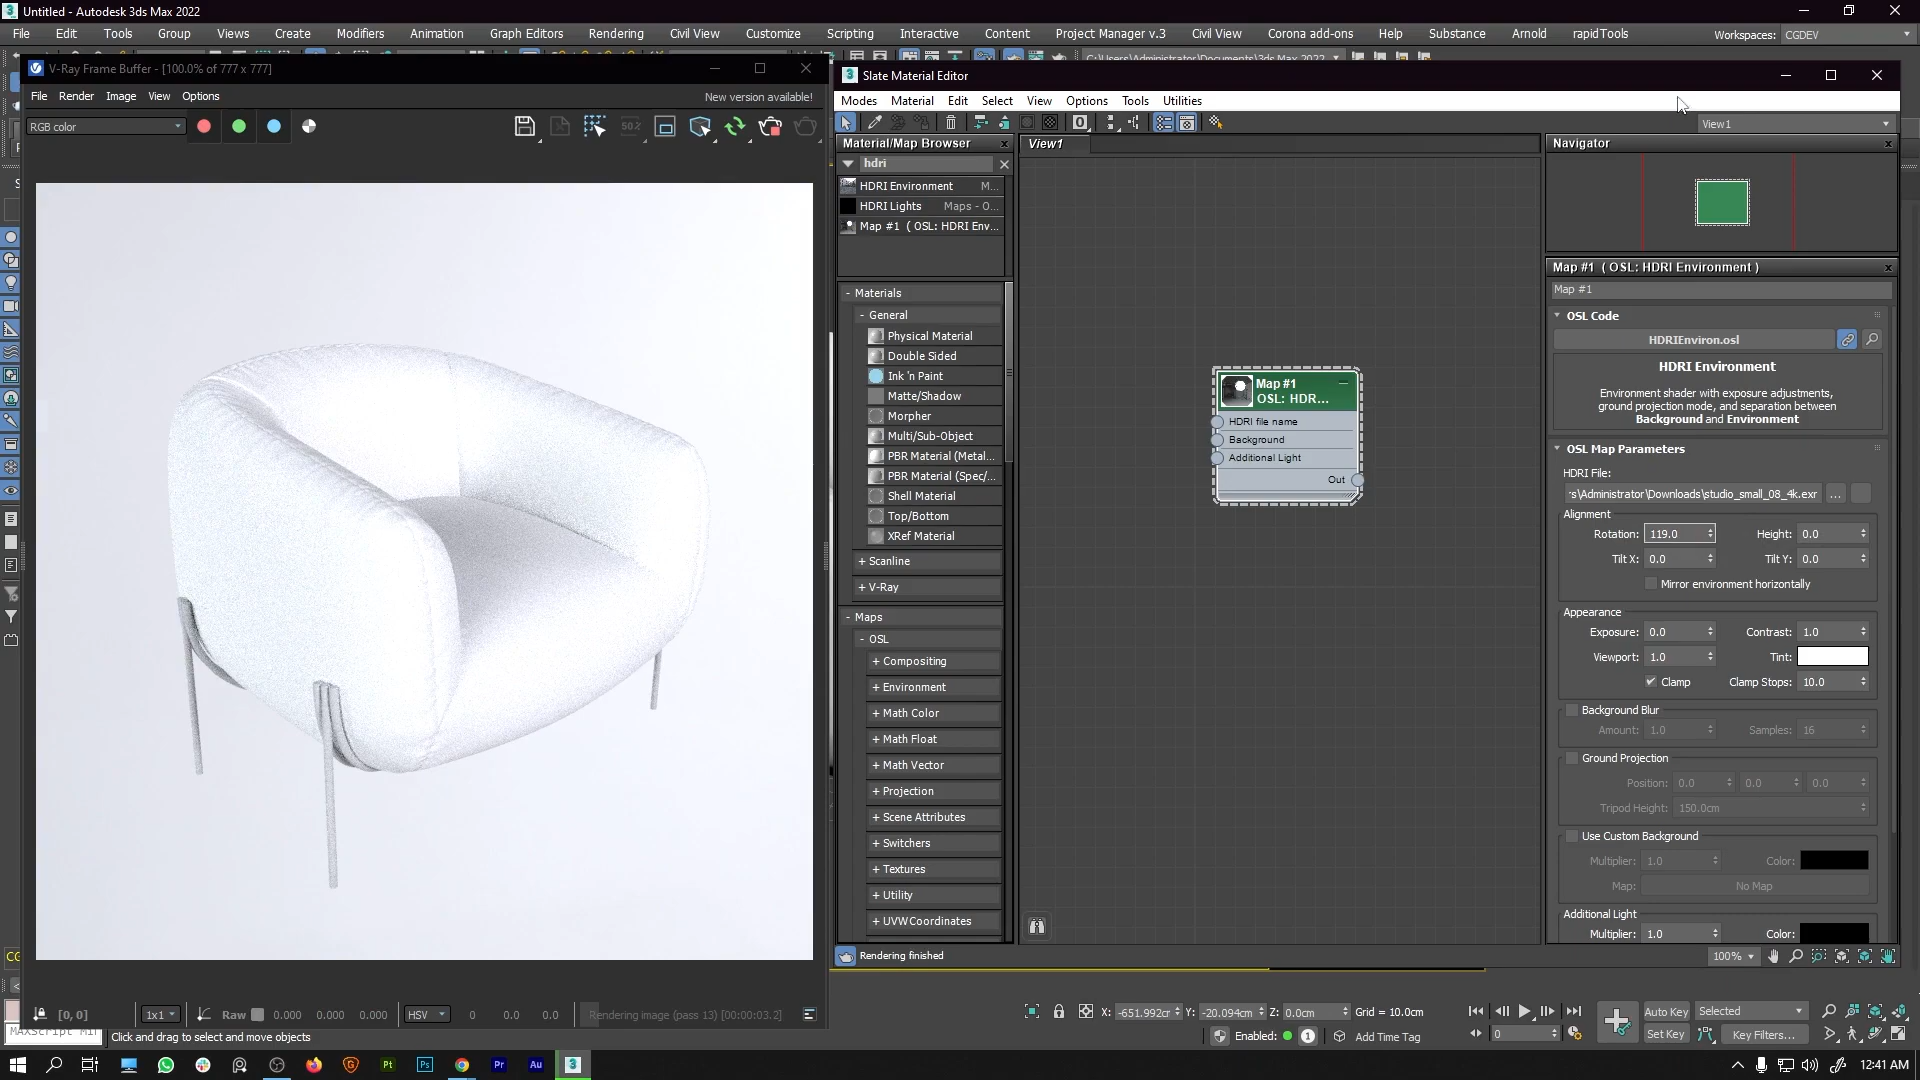 Untitled - Autodesk 3ds Max 2022
File Edit Tools Group Views Create Modifiers Animation Graph Editors Rendering Civil View Customize Scripting Interactive Content Project Manager v.3 Civil View Corona add-ons Help Substance Arnold rapidTools
Workspaces: CGDEV
V-Ray Frame Buffer - [100.0% of 777 x 777]
File Render Image View Options
New version available!
RGB color
50%
Slate Material Editor
Modes Material Edit Select View Options Tools Utilities
View1
Material/Map Browser
hdri
HDRI Environment M...
HDRI Lights Maps - O...
Map #1 ( OSL: HDRI Env...
- Materials
- General
Physical Material
Double Sided
Ink 'n Paint
Matte/Shadow
Morpher
Multi/Sub-Object
PBR Material (Metal...
PBR Material (Spec/...
Shell Material
Top/Bottom
XRef Material
+ Scanline
+ V-Ray
- Maps
- OSL
+ Compositing
+ Environment
+ Math Color
+ Math Float
+ Math Vector
+ Projection
+ Scene Attributes
+ Switchers
+ Textures
+ Utility
+ UVWCoordinates
View1
Map #1
OSL: HDR...
HDRI file name
Background
Additional Light
Out
Navigator
Map #1 ( OSL: HDRI Environment )
Map #1
OSL Code
HDRIEnviron.osl
HDRI Environment
Environment shader with exposure adjustments,
ground projection mode, and separation between
Background and Environment
OSL Map Parameters
HDRI File:
s\Administrator\Downloads\studio_small_08_4k.exr ...
Alignment
Rotation: 119.0 Height: 0.0
Tilt X: 0.0 Tilt Y: 0.0
Mirror environment horizontally
Appearance
Exposure: 0.0 Contrast: 1.0
Viewport: 1.0 Tint:
Clamp Clamp Stops: 10.0
Background Blur
Amount: 1.0 Samples: 16
Ground Projection
Position: 0.0 0.0 0.0
Tripod Height: 150.0cm
Use Custom Background
Multiplier: 1.0 Color:
Map: No Map
Additional Light
Multiplier: 1.0 Color:
Rendering finished
100%
[0, 0] 1x1 Raw 0.000 0.000 0.000 HSV 0 0.0 0.0 Rendering image (pass 13) [00:00:03.2]
X: -651.992cm Y: -20.094cm Z: 0.0cm Grid = 10.0cm
Auto Key Selected
Click and drag to select and move objects
Enabled: 1 Add Time Tag
0 Set Key Key Filters...
12:41 AM